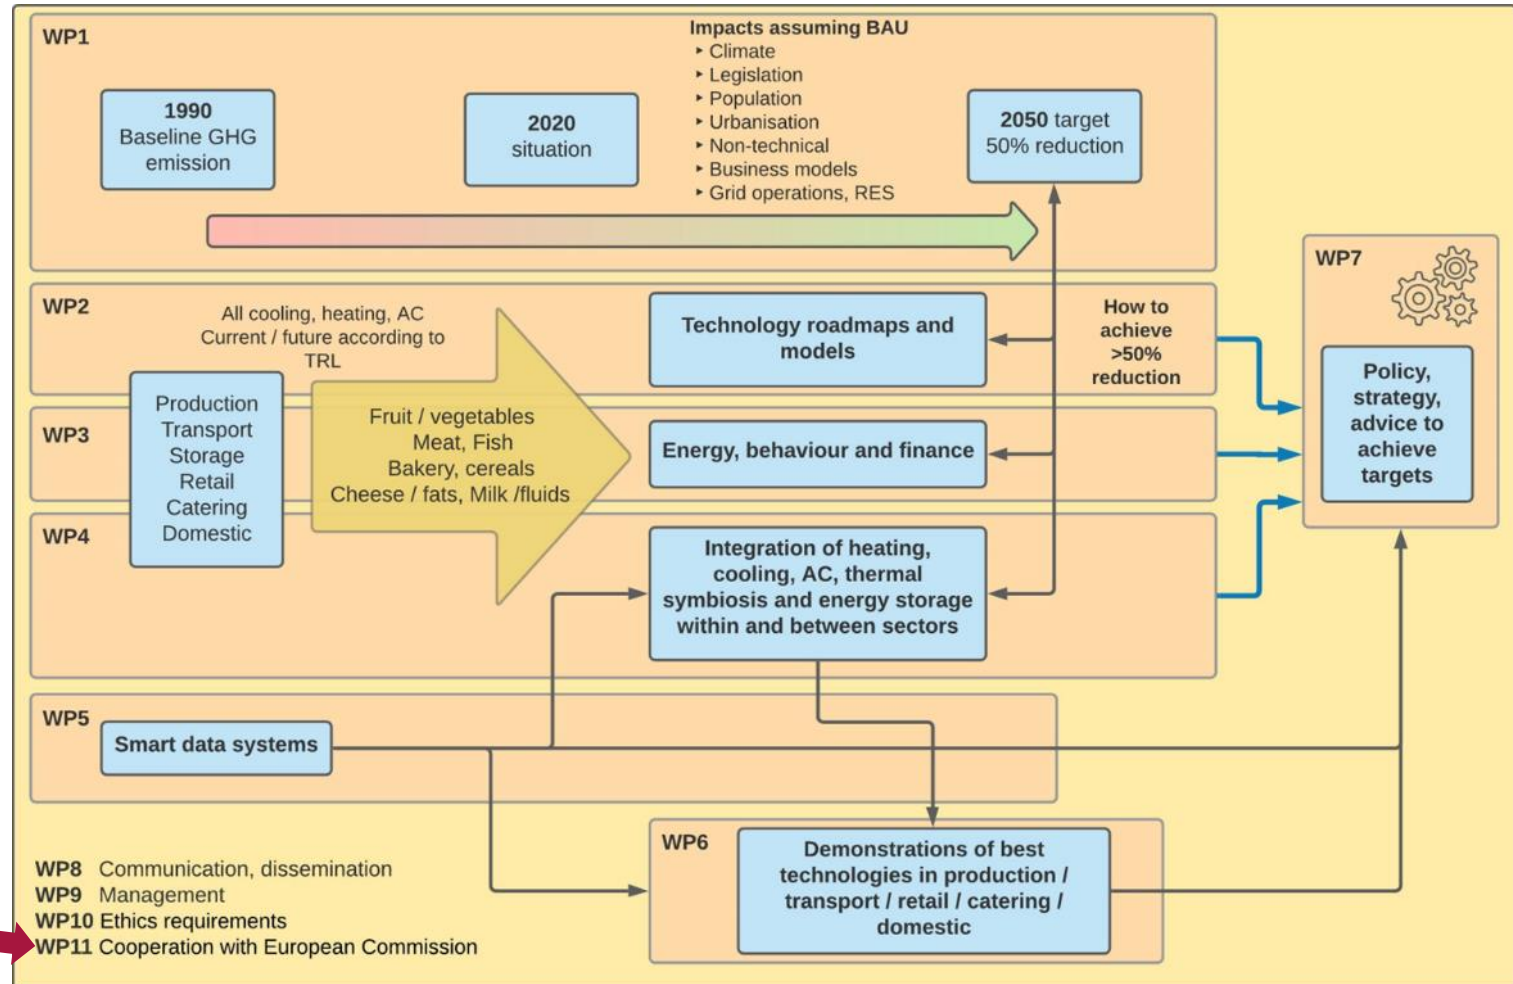 WP1
1990
Baseline GHG
emission
2020
situation
Impacts assuming BAU
‣ Climate
‣ Legislation
‣ Population
‣ Urbanisation
‣ Non-technical
‣ Business models
‣ Grid operations, RES
2050 target
50% reduction
WP2
All cooling, heating, AC
Current / future according to
TRL
Technology roadmaps and
models
How to
achieve
>50%
reduction
Production
Transport
Storage
Retail
Catering
Domestic
Fruit / vegetables
Meat, Fish
Bakery, cereals
Cheese / fats, Milk /fluids
WP3
Energy, behaviour and finance
WP4
Integration of heating,
cooling, AC, thermal
symbiosis and energy storage
within and between sectors
WP7
Policy,
strategy,
advice to
achieve
targets
WP5
Smart data systems
WP6
Demonstrations of best
technologies in production /
transport / retail / catering /
domestic
WP8 Communication, dissemination
WP9 Management
WP10 Ethics requirements
WP11 Cooperation with European Commission